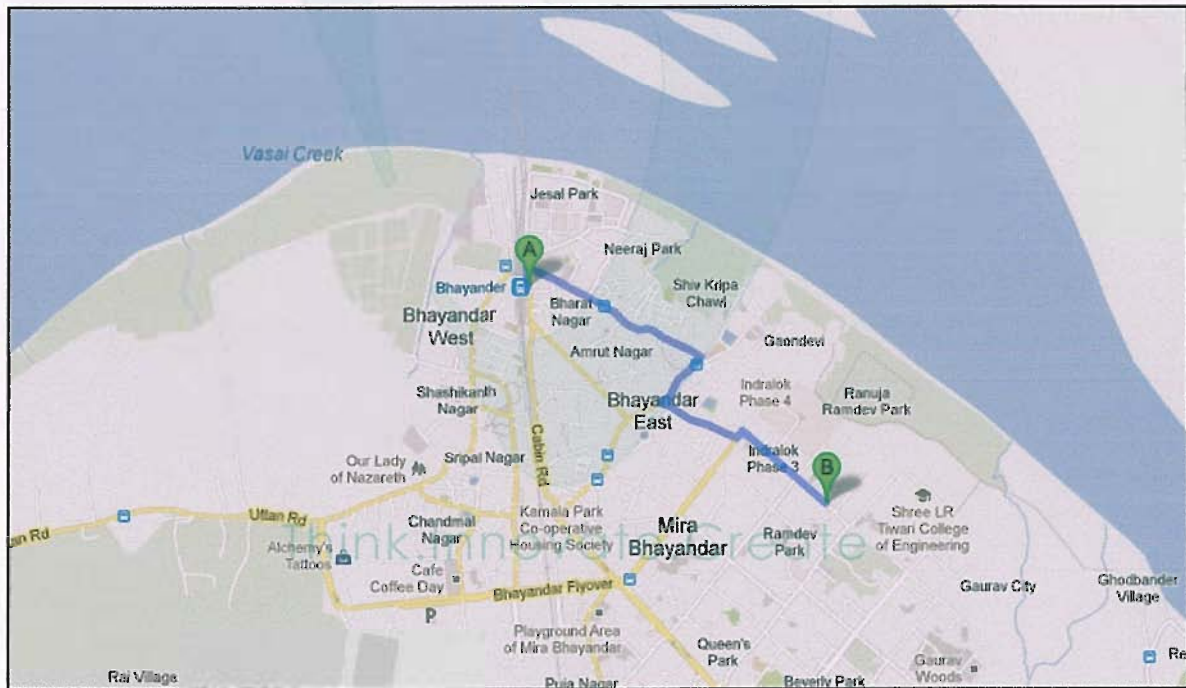 Vasai Creek
Jesal Park
A
Neeraj Park
Bhayander
Shiv Kripa
Chawl
Bharat
Nagar
Bhayandar
West
Amrut Nagar
Gaondevi
Indralok
Phase 4
Ranuja
Ramdev Park
Shashikanth
Nagar
Bhayandar
East
Cabin Rd
Our Lady
of Nazareth
Sripal Nagar
Indralok
Phase 3
B
Uttan Rd
an Rd
Chandmal
Nagar
Kamala Park
Co-operative
Housing Society
Mira
Bhayandar
Ramdev
Park
Shree LR
Tiwari College
of Engineering
Think.Innovate.Create
Alchemy's
Tattoos
Cafe
Coffee Day
Bhayandar Flyover
Gaurav City
Ghodbander
Village
P
Playground Area
of Mira Bhayandar
Queen's
Park
Gaurav
Woods
Re
Rai Village
Puja Nagar
Beverly Park